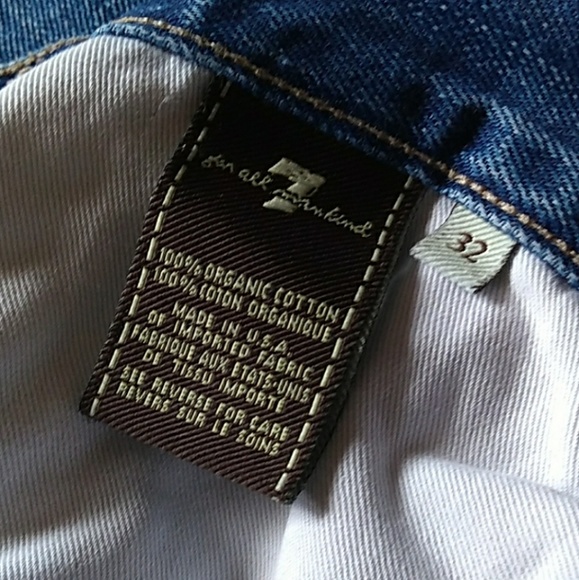 7
for all mankind
100% ORGANIC COTTON
100% COTON ORGANIQUE
MADE IN U.S.A.
OF IMPORTED FABRIC
FABRIQUE AUX ETATS-UNIS
DE TISSU IMPORTÉ
SEE REVERSE FOR CARE
REVERS SUR LE SOINS
32